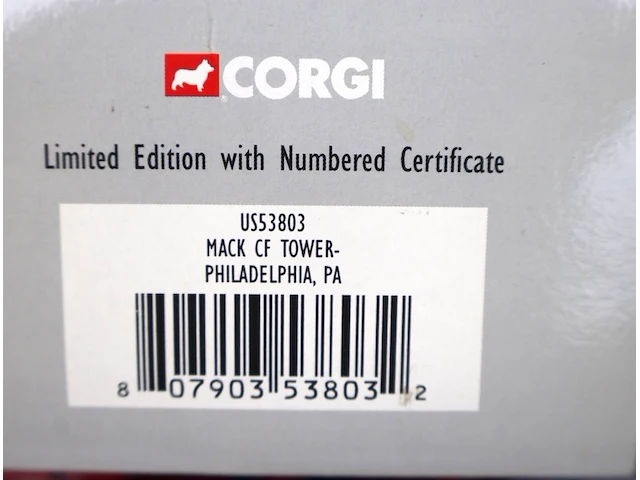 CORGI
Limited Edition with Numbered Certificate
US53803
MACK CF TOWER-
PHILADELPHIA, PA
8 07903 53803 2